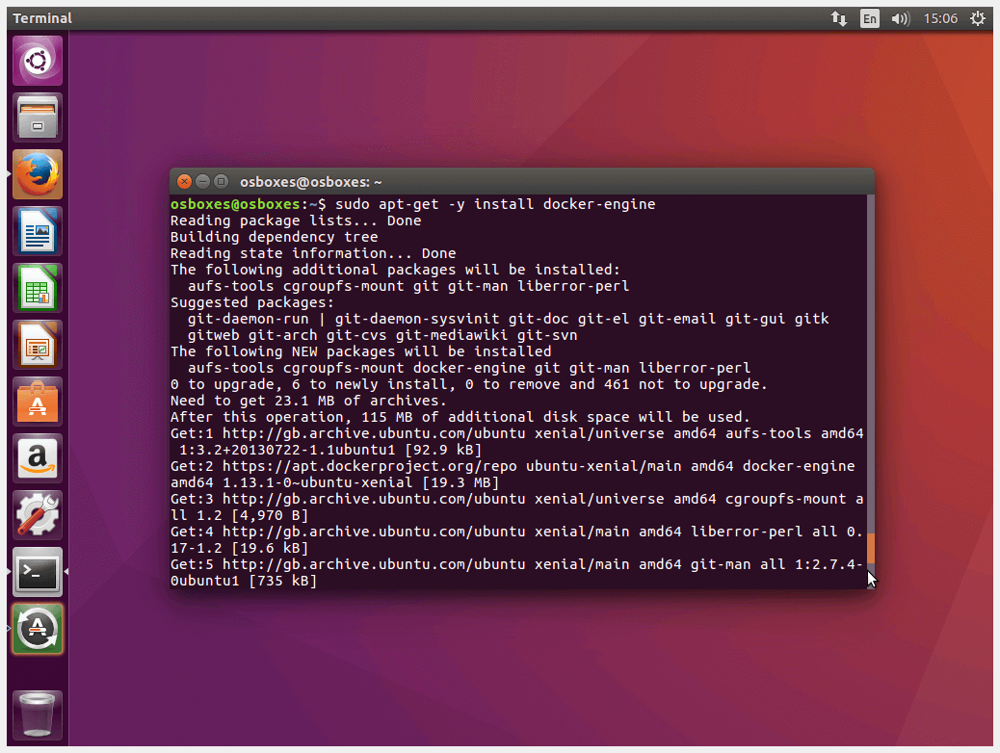 Terminal
En
15:06
osboxes@osboxes: ~
osboxes@osboxes:~$ sudo apt-get -y install docker-engine
Reading package lists... Done
Building dependency tree
Reading state information... Done
The following additional packages will be installed:
aufs-tools cgroupfs-mount git git-man liberror-perl
Suggested packages:
git-daemon-run | git-daemon-sysvinit git-doc git-el git-email git-gui gitk
gitweb git-arch git-cvs git-mediawiki git-svn
The following NEW packages will be installed
aufs-tools cgroupfs-mount docker-engine git git-man liberror-perl
0 to upgrade, 6 to newly install, 0 to remove and 461 not to upgrade.
Need to get 23.1 MB of archives.
After this operation, 115 MB of additional disk space will be used.
Get:1 http://gb.archive.ubuntu.com/ubuntu xenial/universe amd64 aufs-tools amd64
1:3.2+20130722-1.1ubuntu1 [92.9 kB]
Get:2 https://apt.dockerproject.org/repo ubuntu-xenial/main amd64 docker-engine
amd64 1.13.1-0~ubuntu-xenial [19.3 MB]
Get:3 http://gb.archive.ubuntu.com/ubuntu xenial/universe amd64 cgroupfs-mount a
ll 1.2 [4,970 B]
Get:4 http://gb.archive.ubuntu.com/ubuntu xenial/main amd64 liberror-perl all 0.
17-1.2 [19.6 kB]
Get:5 http://gb.archive.ubuntu.com/ubuntu xenial/main amd64 git-man all 1:2.7.4-
0ubuntu1 [735 kB]